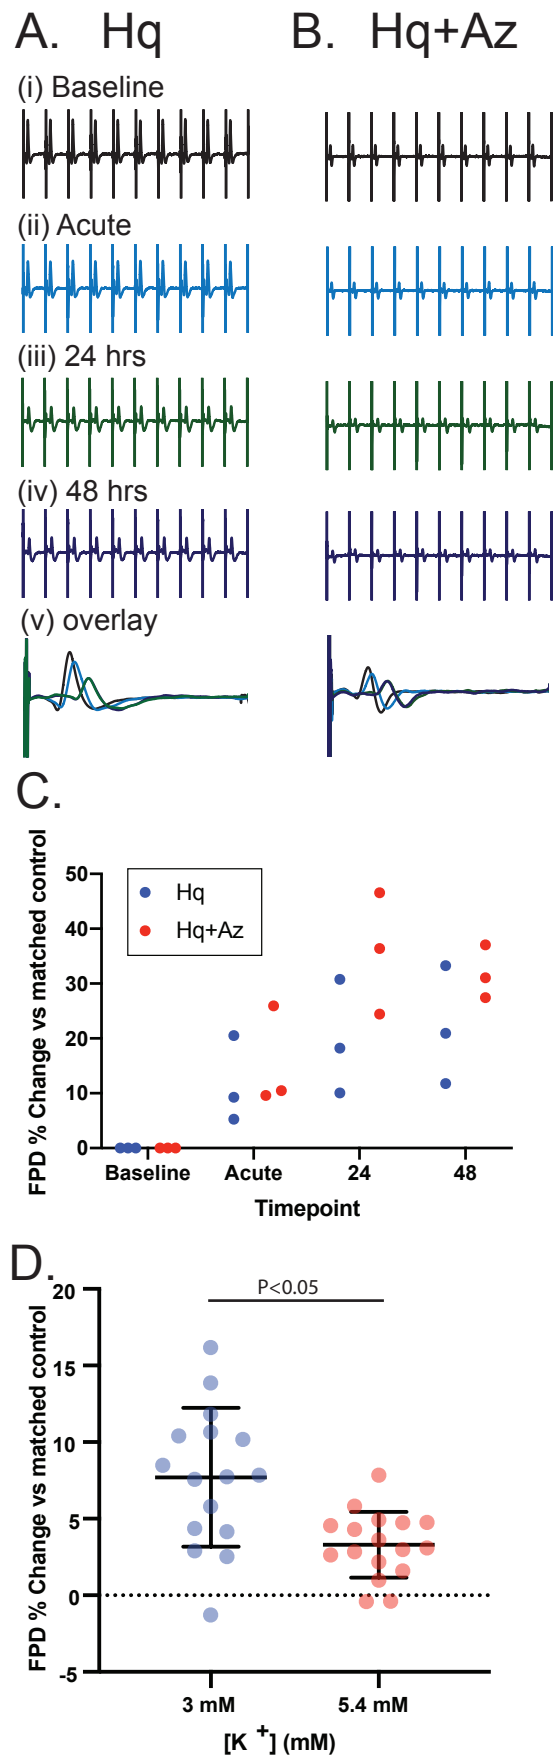 A. Hq
B. Hq+Az
(i) Baseline
(ii) Acute
(iii) 24 hrs
(iv) 48 hrs
(v) overlay
C.
FPD % Change vs matched control
50
40
30
20
10
0
Hq
Hq+Az
Baseline
Acute
24
48
Timepoint
D.
FPD % Change vs matched control
20
15
10
5
0
-5
P<0.05
3 mM
5.4 mM
[K +] (mM)